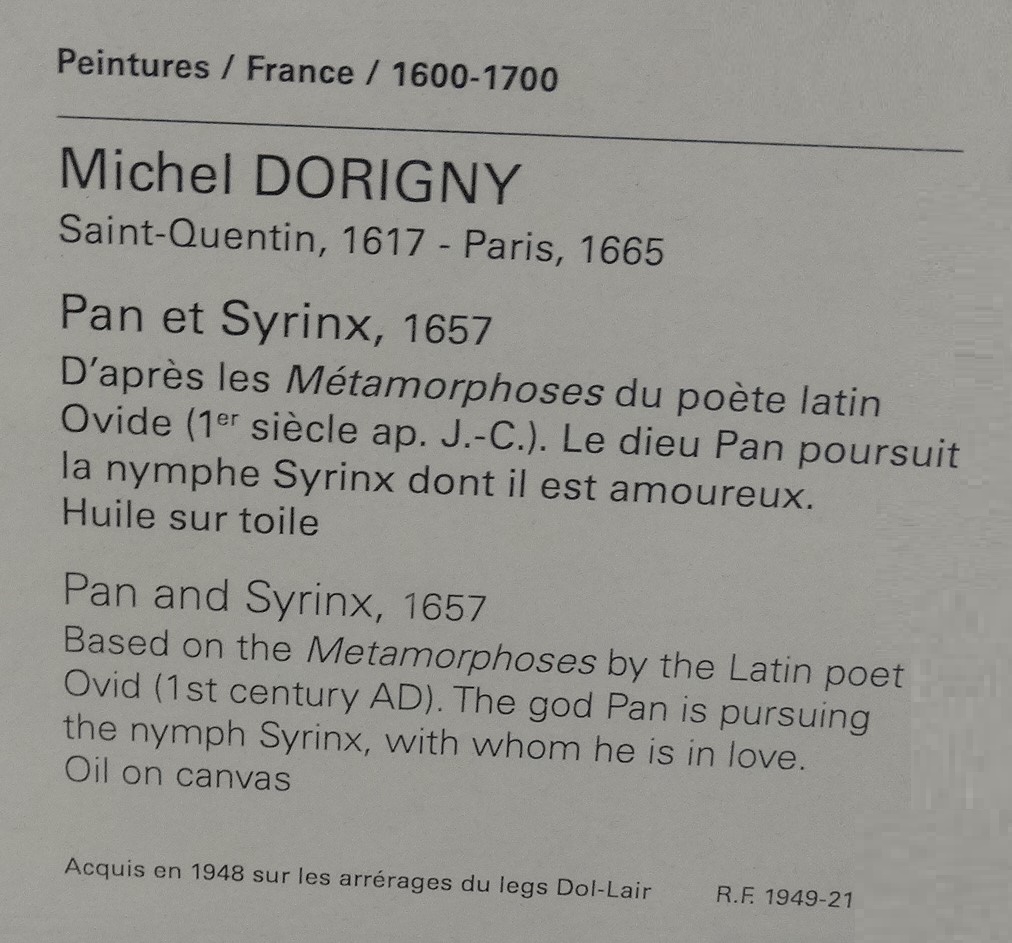 Peintures / France / 1600-1700
Michel DORIGNY
Saint-Quentin, 1617 - Paris, 1665
Pan et Syrinx, 1657
D'après les Métamorphoses du poète latin
Ovide (1er siècle ap. J.-C.). Le dieu Pan poursuit
la nymphe Syrinx dont il est amoureux.
Huile sur toile
Pan and Syrinx, 1657
Based on the Metamorphoses by the Latin poet
Ovid (1st century AD). The god Pan is pursuing
the nymph Syrinx, with whom he is in love.
Oil on canvas
Acquis en 1948 sur les arrérages du legs Dol-Lair R.F. 1949-21